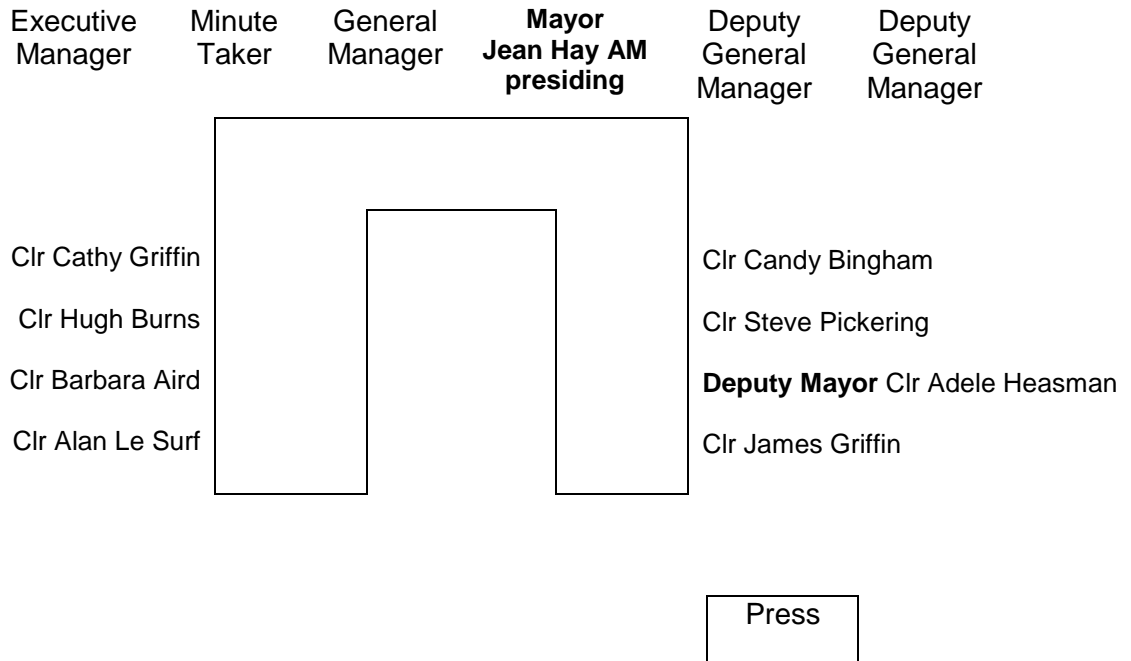 Executive Manager
Minute Taker
General Manager
Mayor
Jean Hay AM
presiding
Deputy General Manager
Deputy General Manager
Clr Cathy Griffin
Clr Hugh Burns
Clr Barbara Aird
Clr Alan Le Surf
Clr Candy Bingham
Clr Steve Pickering
Deputy Mayor Clr Adele Heasman
Clr James Griffin
Press